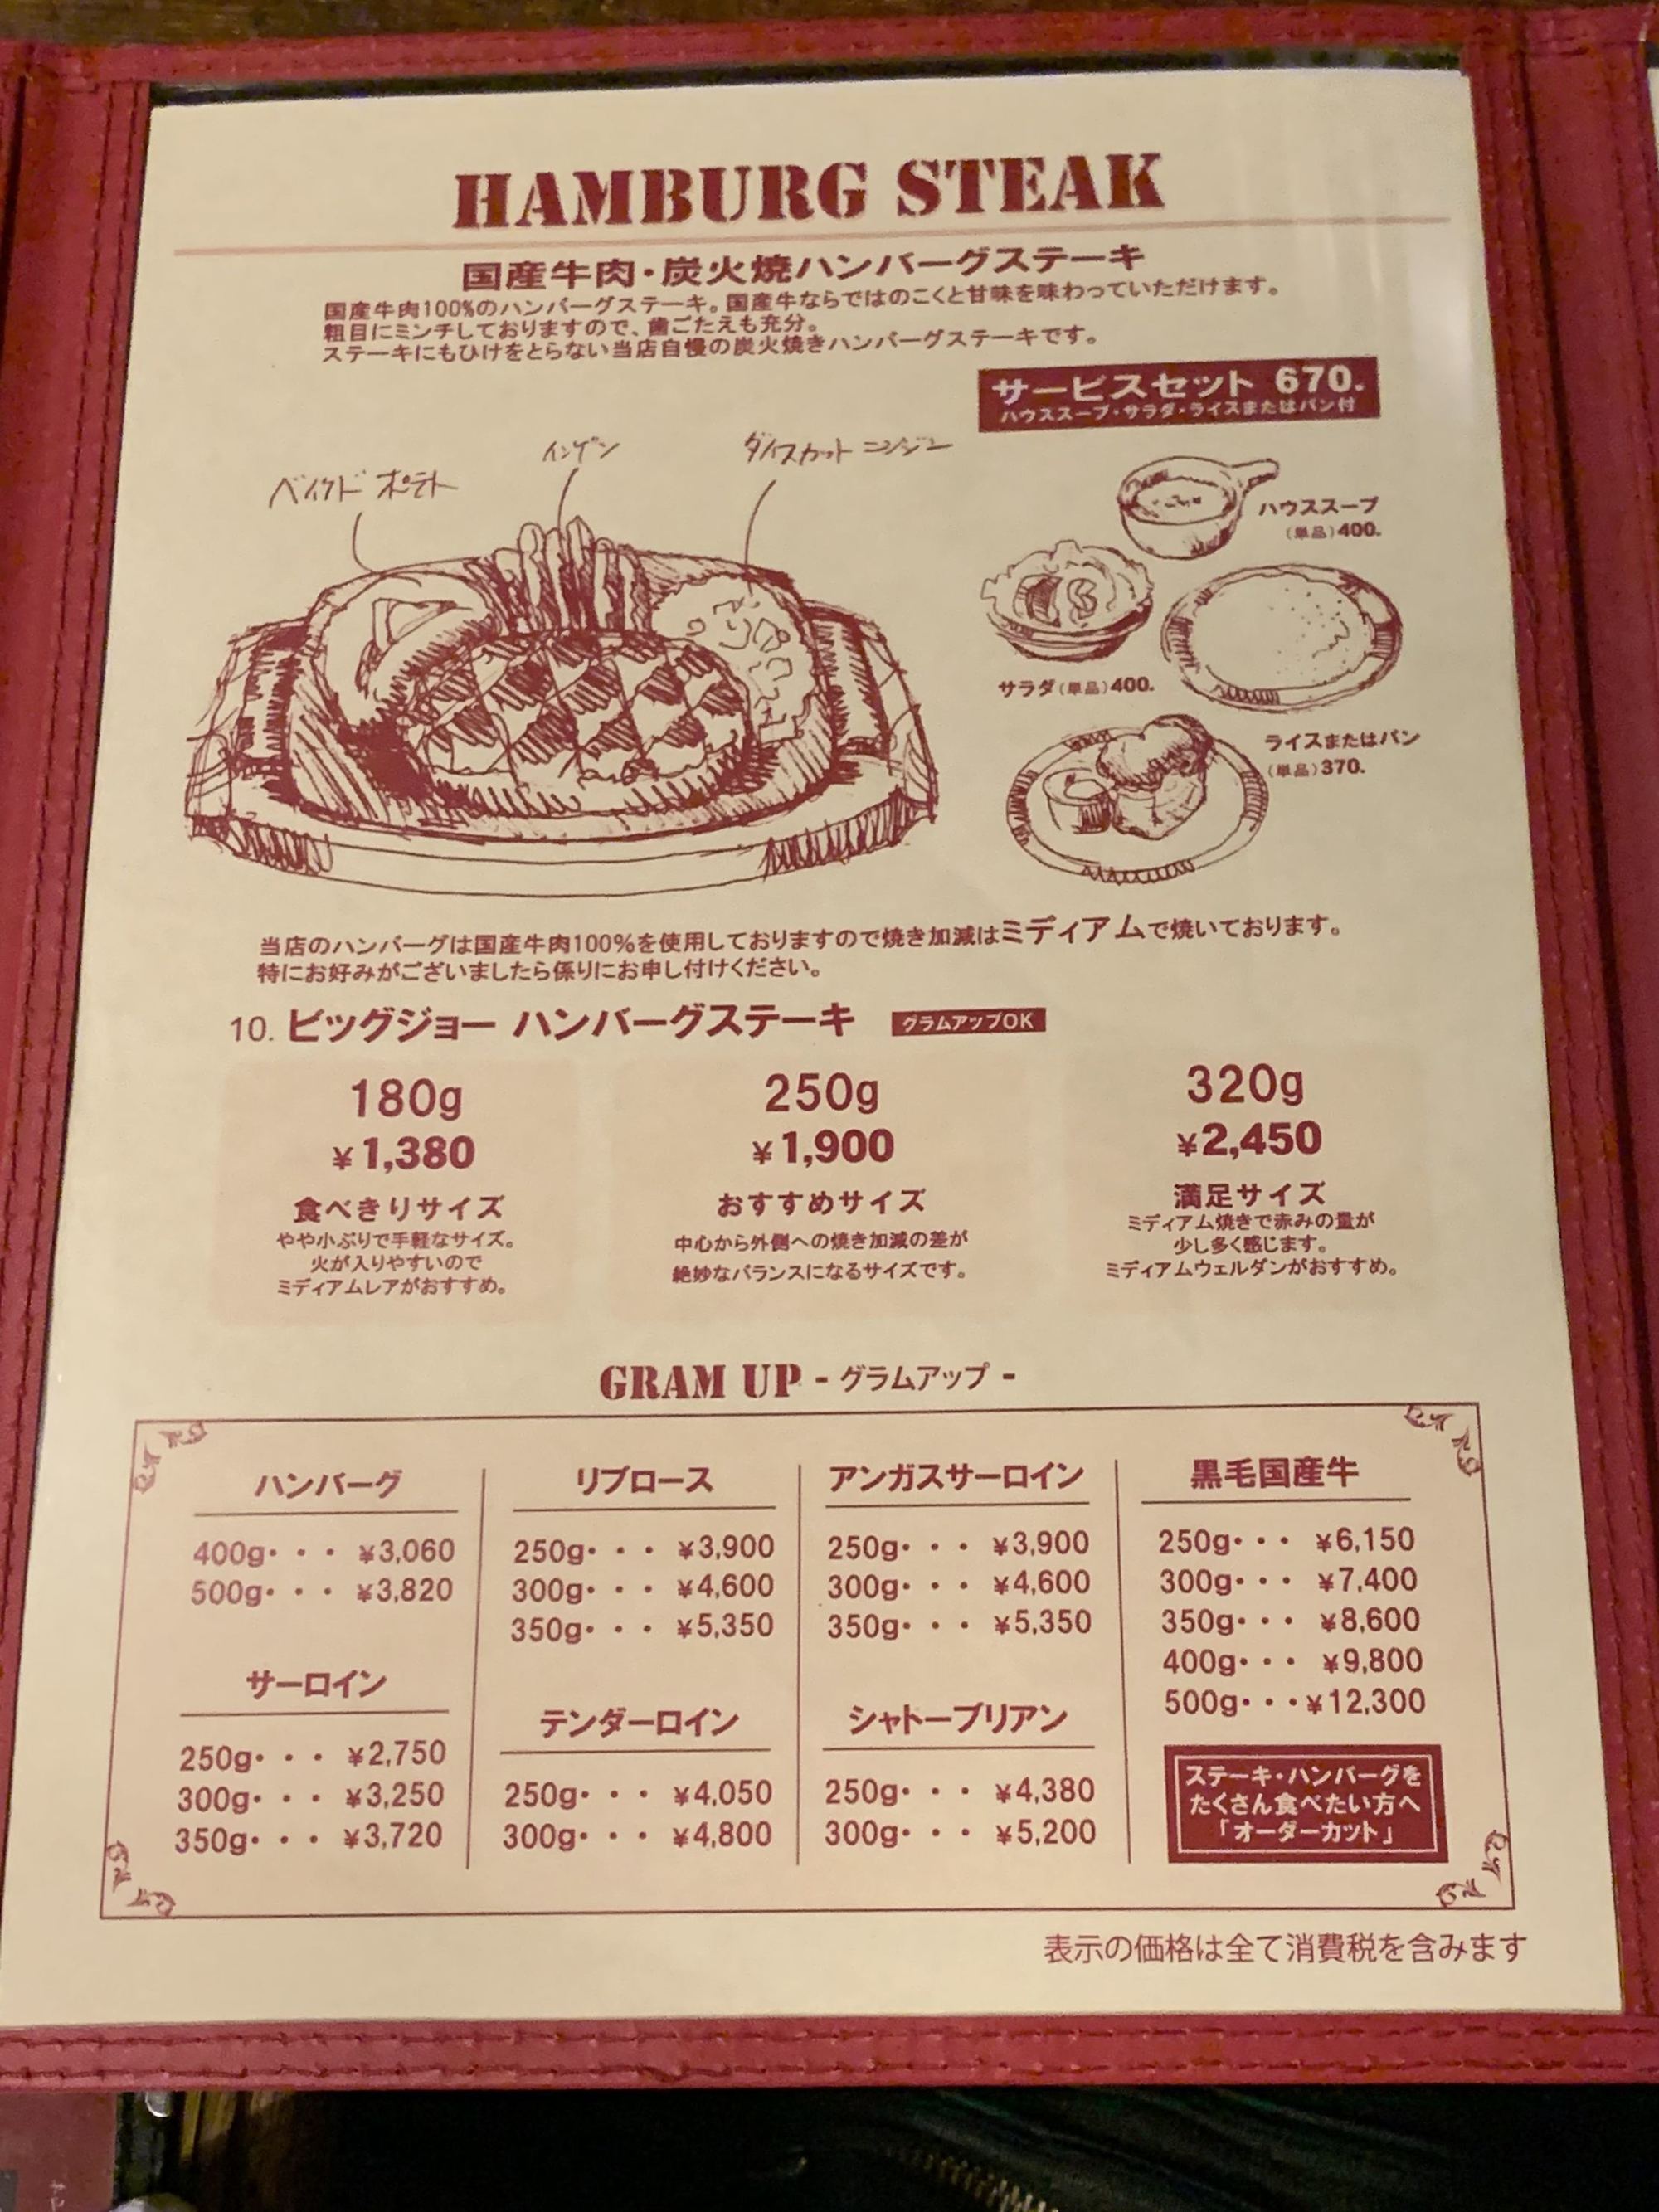 HAMBURG STEAK
国産牛肉・炭火焼ハンバーグステーキ
国産牛肉100%のハンバーグステーキ。国産牛ならではのこくと甘味を味わっていただけます。
粗目にミンチしておりますので、歯ごたえも充分。
ステーキにもひけをとらない当店自慢の炭火焼きハンバーグステーキです。
サービスセット 670.
ハウススープ・サラダ・ライスまたはパン付
ベイクドポテト
インゲン
ダイスカットニンジン
ハウススープ
(単品)400.
サラダ(単品)400.
ライスまたはパン
(単品)370.
当店のハンバーグは国産牛肉100%を使用しておりますので焼き加減はミディアムで焼いております。
特にお好みがございましたら係りにお申し付けください。
10. ビッグジョー ハンバーグステーキ グラムアップOK
180g
¥1,380
食べきりサイズ
やや小ぶりで手軽なサイズ。
火が入りやすいので
ミディアムレアがおすすめ。
250g
¥1,900
おすすめサイズ
中心から外側への焼き加減の差が
絶妙なバランスになるサイズです。
320g
¥2,450
満足サイズ
ミディアム焼きで赤みの量が
少し多く感じます。
ミディアムウェルダンがおすすめ。
GRAM UP - グラムアップ -
ハンバーグ
400g・・・ ¥3,060
500g・・・ ¥3,820
サーロイン
250g・・・ ¥2,750
300g・・・ ¥3,250
350g・・・ ¥3,720
リブロース
250g・・・ ¥3,900
300g・・・ ¥4,600
350g・・・ ¥5,350
テンダーロイン
250g・・・ ¥4,050
300g・・・ ¥4,800
アンガスサーロイン
250g・・・ ¥3,900
300g・・・ ¥4,600
350g・・・ ¥5,350
シャトーブリアン
250g・・・ ¥4,380
300g・・・ ¥5,200
黒毛国産牛
250g・・・ ¥6,150
300g・・・ ¥7,400
350g・・・ ¥8,600
400g・・・ ¥9,800
500g・・・¥12,300
ステーキ・ハンバーグを
たくさん食べたい方へ
「オーダーカット」
表示の価格は全て消費税を含みます